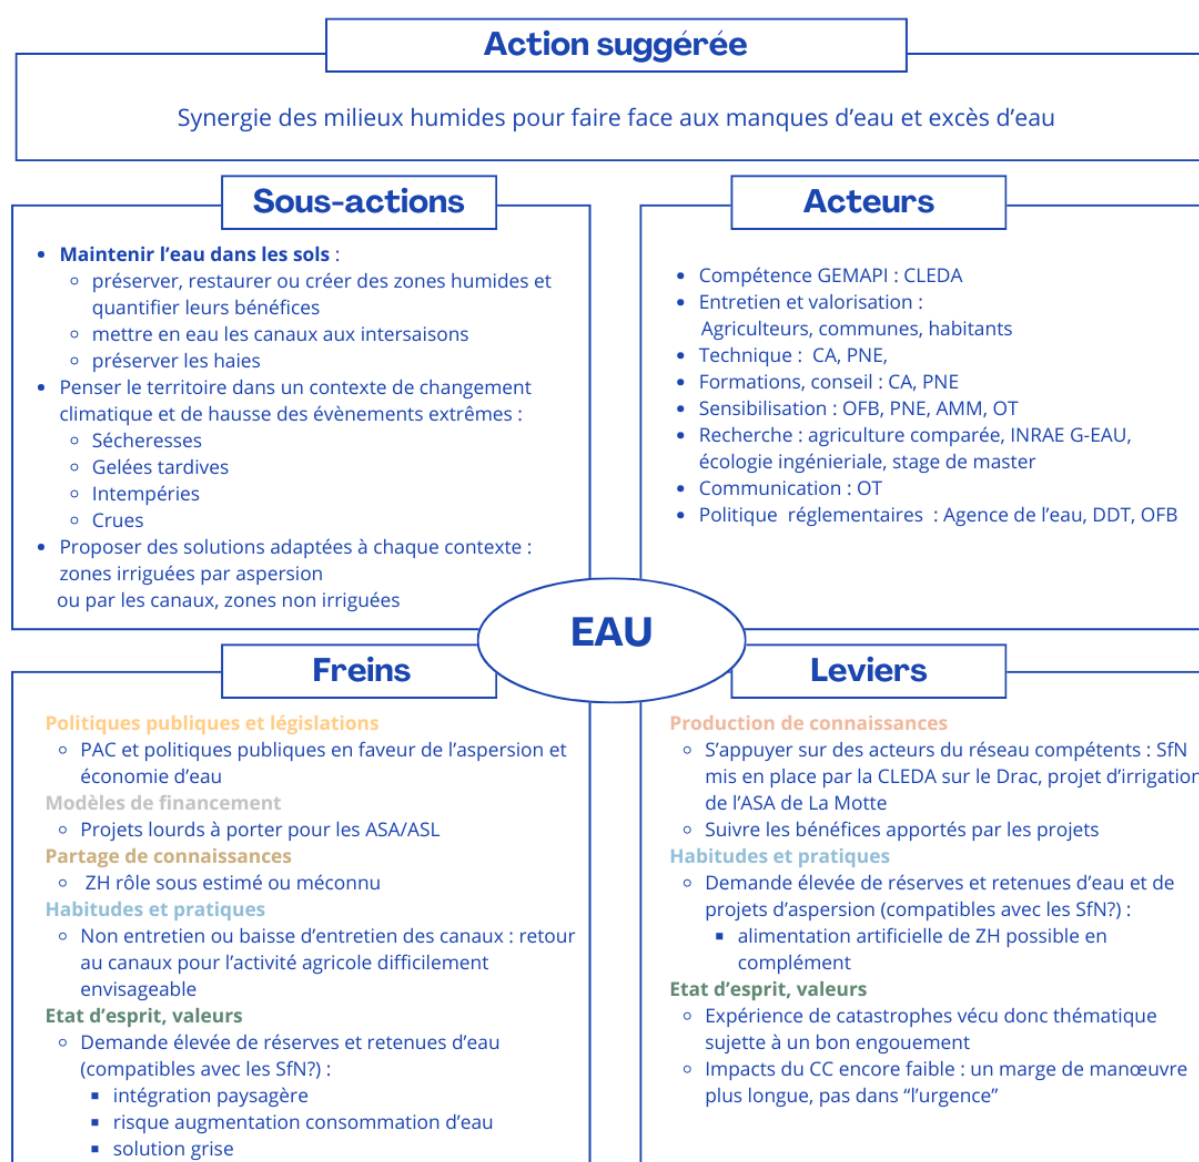 Action suggérée
Synergie des milieux humides pour faire face aux manques d'eau et excès d'eau
Sous-actions
• Maintenir l'eau dans les sols :
◦ préserver, restaurer ou créer des zones humides et
quantifier leurs bénéfices
◦ mettre en eau les canaux aux intersaisons
◦ préserver les haies
• Penser le territoire dans un contexte de changement
climatique et de hausse des évènements extrêmes :
◦ Sécheresses
◦ Gelées tardives
◦ Intempéries
◦ Crues
• Proposer des solutions adaptées à chaque contexte :
zones irriguées par aspersion
ou par les canaux, zones non irriguées
Acteurs
• Compétence GEMAPI : CLEDA
• Entretien et valorisation :
Agriculteurs, communes, habitants
• Technique : CA, PNE,
• Formations, conseil : CA, PNE
• Sensibilisation : OFB, PNE, AMM, OT
• Recherche : agriculture comparée, INRAE G-EAU,
écologie ingénieriale, stage de master
• Communication : OT
• Politique réglementaires : Agence de l'eau, DDT, OFB
EAU
Freins
Politiques publiques et législations
◦ PAC et politiques publiques en faveur de l'aspersion et
économie d'eau
Modèles de financement
◦ Projets lourds à porter pour les ASA/ASL
Partage de connaissances
◦ ZH rôle sous estimé ou méconnu
Habitudes et pratiques
◦ Non entretien ou baisse d'entretien des canaux : retour
au canaux pour l'activité agricole difficilement
envisageable
Etat d'esprit, valeurs
◦ Demande élevée de réserves et retenues d'eau
(compatibles avec les SfN?) :
▪ intégration paysagère
▪ risque augmentation consommation d'eau
▪ solution grise
Leviers
Production de connaissances
◦ S'appuyer sur des acteurs du réseau compétents : SfN
mis en place par la CLEDA sur le Drac, projet d'irrigation
de l'ASA de La Motte
◦ Suivre les bénéfices apportés par les projets
Habitudes et pratiques
◦ Demande élevée de réserves et retenues d'eau et de
projets d'aspersion (compatibles avec les SfN?) :
▪ alimentation artificielle de ZH possible en
complément
Etat d'esprit, valeurs
◦ Expérience de catastrophes vécu donc thématique
sujette à un bon engouement
◦ Impacts du CC encore faible : un marge de manœuvre
plus longue, pas dans "l'urgence"